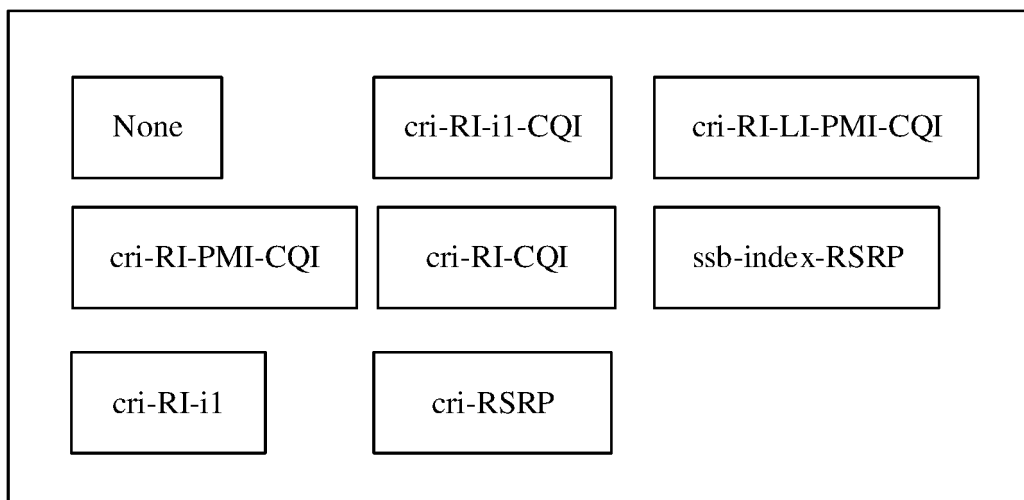 None
cri-RI-i1-CQI
cri-RI-LI-PMI-CQI
cri-RI-PMI-CQI
cri-RI-CQI
ssb-index-RSRP
cri-RI-i1
cri-RSRP